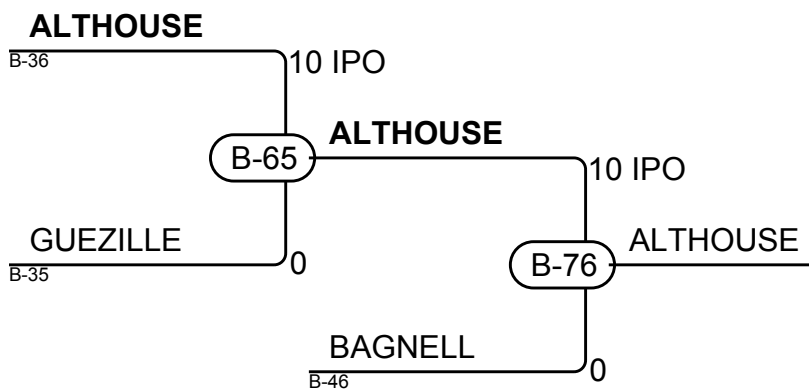 ALTHOUSE
B-36
10 IPO
B-65
ALTHOUSE
10 IPO
GUEZILLE
B-35
0
B-76
ALTHOUSE
BAGNELL
B-46
0